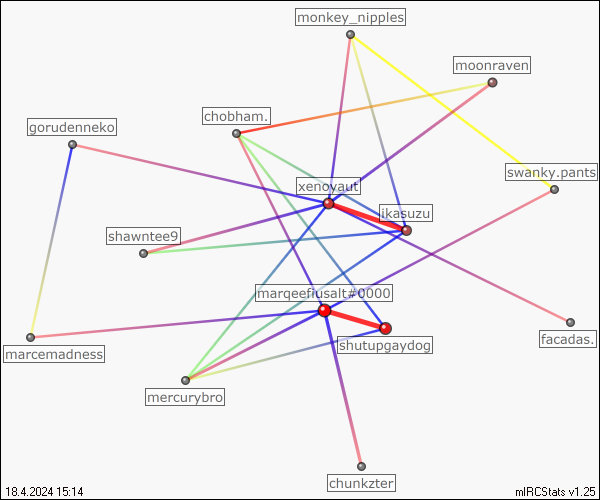 monkey_nipples
moonraven
chobham.
gorudenneko
swanky.pants
xenovaut
ikasuzu
shawntee9
marqeefiusalt#0000
facadas.
shutupgaydog
marcemadness
mercurybro
chunkzter
18.4.2024 15:14
mIRCStats v1.25